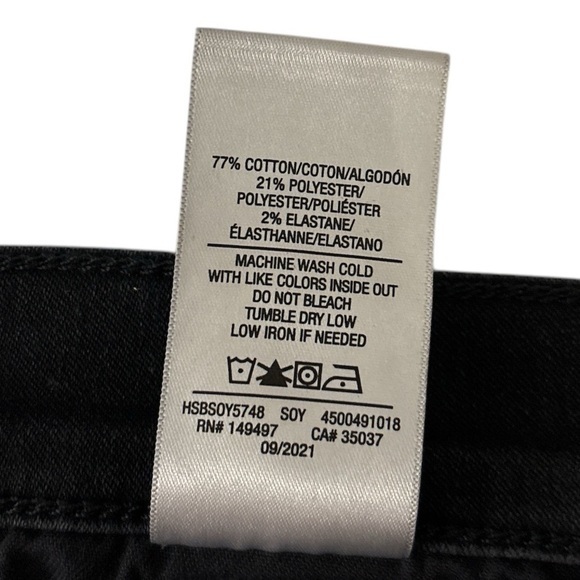 77% COTTON/COTON/ALGODÓN
21% POLYESTER/
POLYESTER/POLIÉSTER
2% ELASTANE/
ÉLASTHANNE/ELASTANO
MACHINE WASH COLD
WITH LIKE COLORS INSIDE OUT
DO NOT BLEACH
TUMBLE DRY LOW
LOW IRON IF NEEDED
HSBSOY5748 SOY 4500491018
RN# 149497 CA# 35037
09/2021